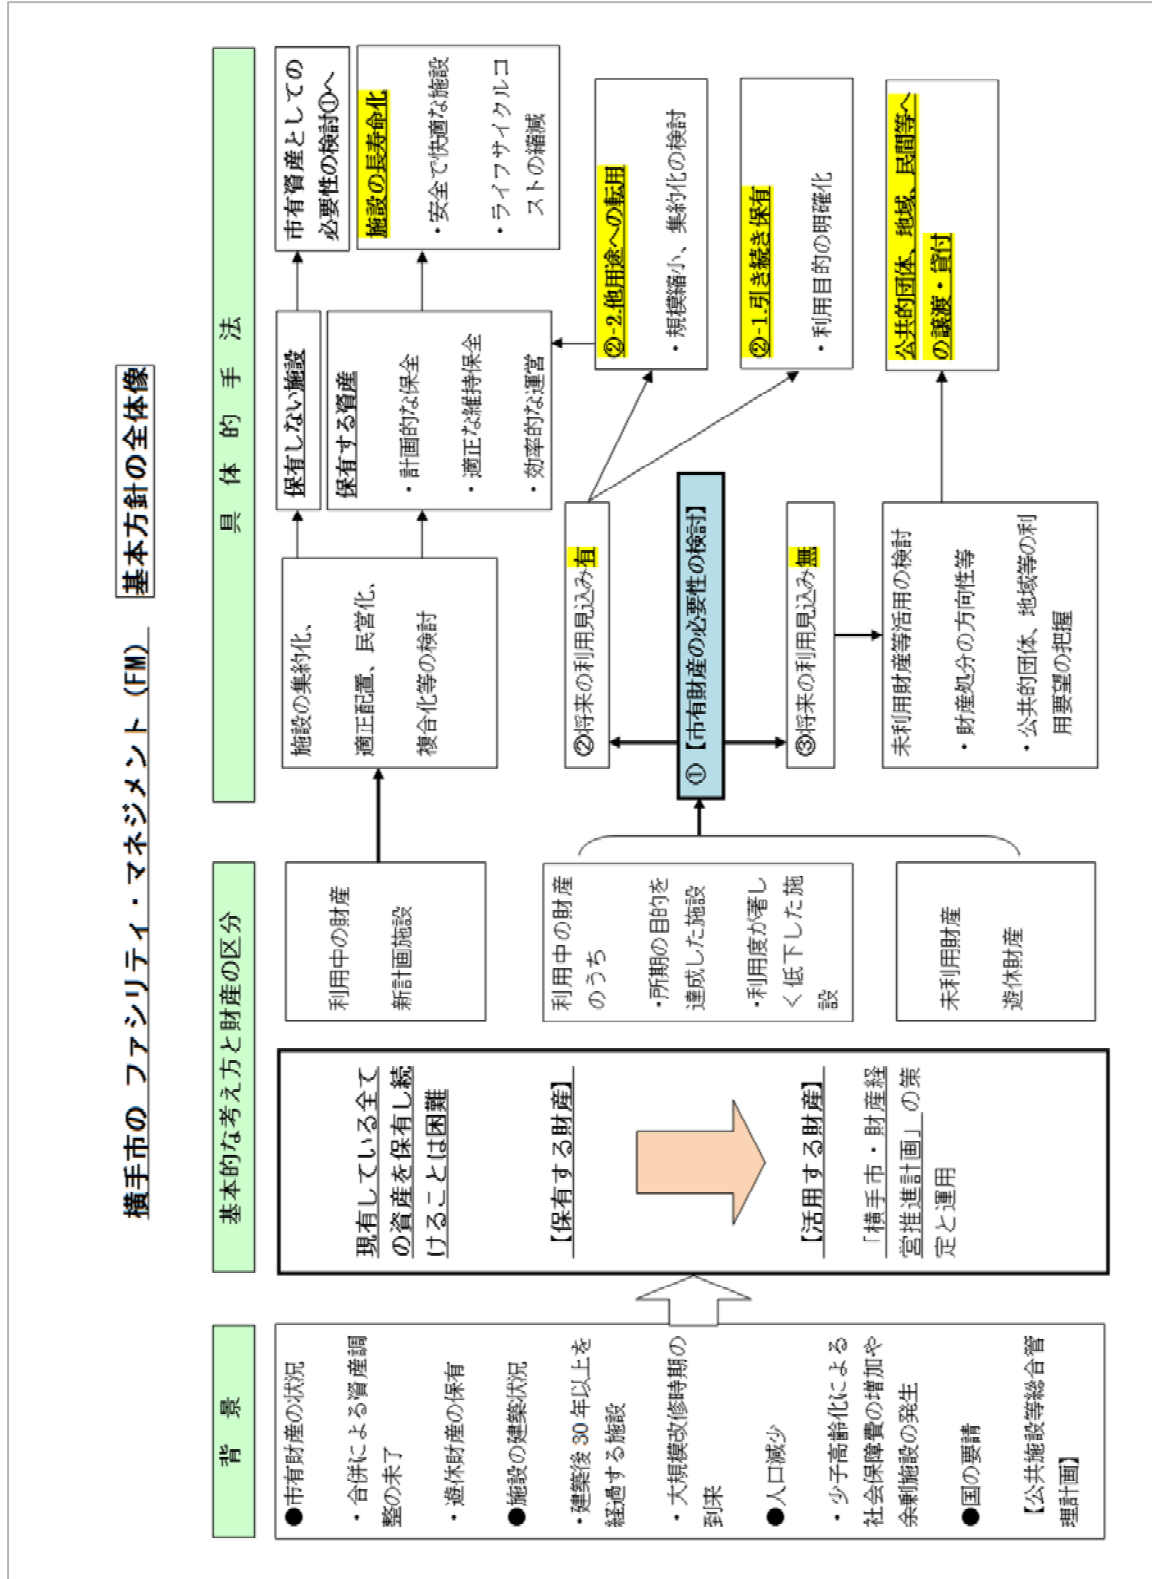 横手市の ファシリティ・マネジメント（FM） 基本方針の全体像
背 景
●市有財産の状況
・合併による資産調
整の未了
・遊休財産の保有
●施設の建築状況
・建築後30年以上を
経過する施設
・大規模改修時期の
到来
●人口減少
・少子高齢化による
社会保障費の増加や
余剰施設の発生
●国の要請
【公共施設等総合管
理計画】
基本的な考え方と財産の区分
現有している全て
の資産を保有し続
けることは困難
【保有する財産】
【活用する財産】
「横手市・財産経
営推進計画」の策
定と運用
利用中の財産
新計画施設
利用中の財産
のうち
・所期の目的を
達成した施設
・利用度が著し
く低下した施
設
未利用財産
遊休財産
具 体 的 手 法
施設の集約化、
適正配置、民営化、
複合化等の検討
保有しない施設
市有資産としての
必要性の検討①へ
保有する資産
・計画的な保全
・適正な維持保全
・効率的な運営
施設の長寿命化
・安全で快適な施設
・ライフサイクルコ
ストの縮減
②将来の利用見込み有
①【市有財産の必要性の検討】
③将来の利用見込み無
②-2.他用途への転用
・規模縮小、集約化の検討
②-1.引き続き保有
・利用目的の明確化
未利用財産等活用の検討
・財産処分の方向性等
・公共的団体、地域等の利
用要望の把握
公共的団体、地域、民間等へ
の譲渡・貸付